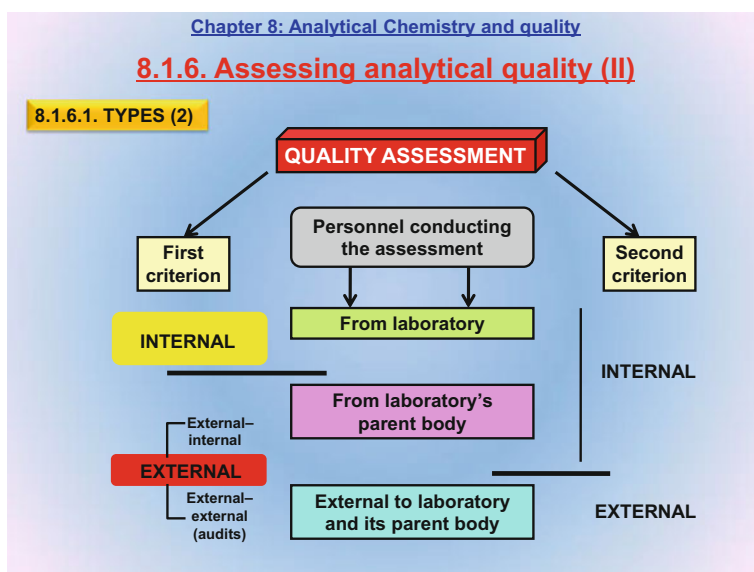 Chapter 8: Analytical Chemistry and quality
8.1.6. Assessing analytical quality (II)
8.1.6.1. TYPES (2)
QUALITY ASSESSMENT
First
criterion
Personnel conducting
the assessment
Second
criterion
INTERNAL
From laboratory
INTERNAL
From laboratory's
parent body
External–
internal
EXTERNAL
External–
external
(audits)
External to laboratory
and its parent body
EXTERNAL